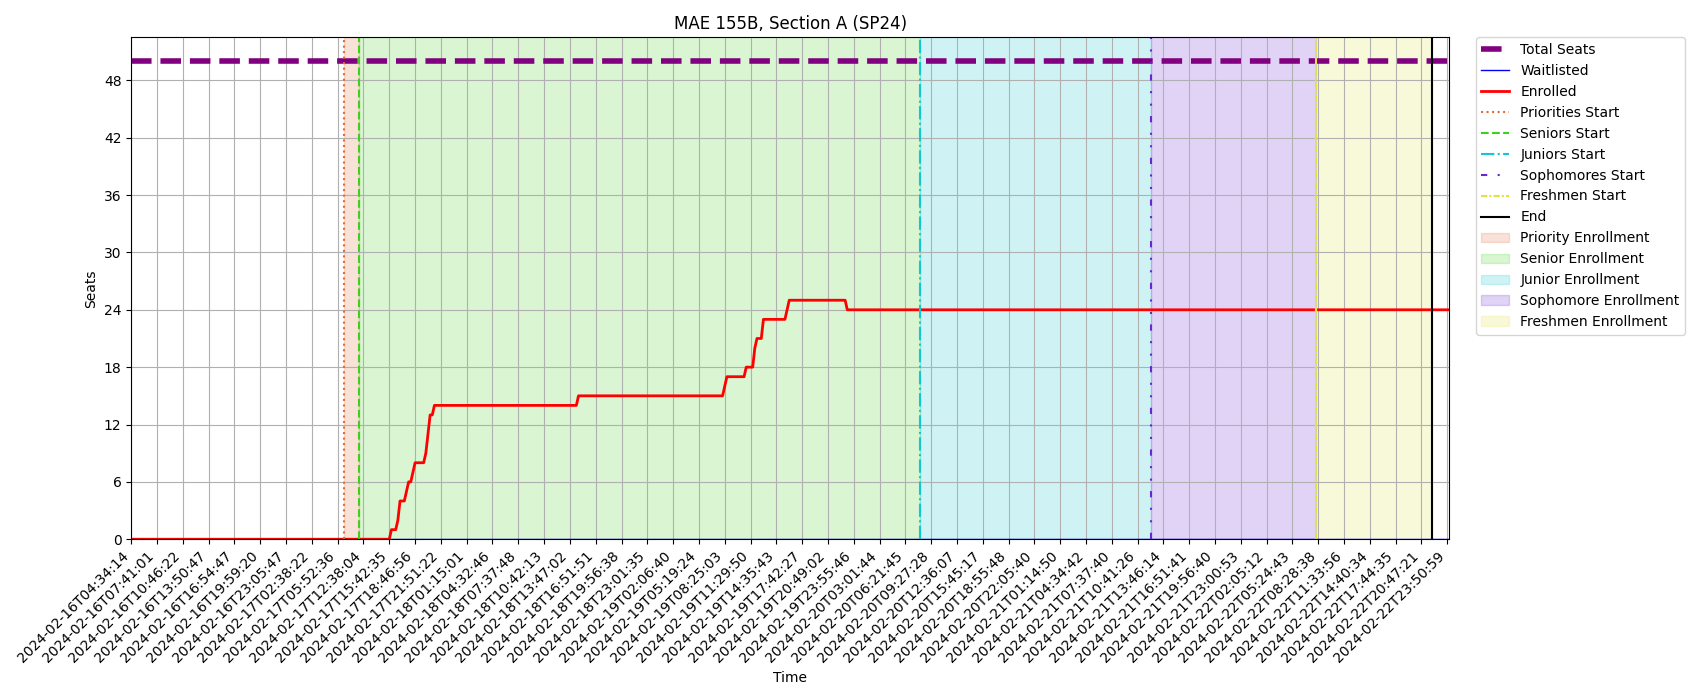 MAE 155B, Section A (SP24)
Seats
48
42
36
30
24
18
12
6
0
2024-02-16T04:34:14
2024-02-16T07:41:01
2024-02-16T10:46:22
2024-02-16T13:50:47
2024-02-16T16:54:47
2024-02-16T19:59:20
2024-02-16T23:05:47
2024-02-17T02:38:22
2024-02-17T05:52:36
2024-02-17T12:38:04
2024-02-17T15:42:35
2024-02-17T18:46:56
2024-02-17T21:51:22
2024-02-18T01:15:01
2024-02-18T04:32:46
2024-02-18T07:37:48
2024-02-18T10:42:13
2024-02-18T13:47:02
2024-02-18T16:51:51
2024-02-18T19:56:38
2024-02-18T23:01:35
2024-02-19T02:06:40
2024-02-19T05:19:24
2024-02-19T08:25:03
2024-02-19T11:29:50
2024-02-19T14:35:43
2024-02-19T17:42:27
2024-02-19T20:49:02
2024-02-19T23:55:46
2024-02-20T03:01:44
2024-02-20T06:21:45
2024-02-20T09:27:28
2024-02-20T12:36:07
2024-02-20T15:45:17
2024-02-20T18:55:48
2024-02-20T22:05:40
2024-02-21T01:14:50
2024-02-21T04:34:42
2024-02-21T07:37:40
2024-02-21T10:41:26
2024-02-21T13:46:14
2024-02-21T16:51:41
2024-02-21T19:56:40
2024-02-21T23:00:53
2024-02-22T02:05:12
2024-02-22T05:24:43
2024-02-22T08:28:38
2024-02-22T11:33:56
2024-02-22T14:40:34
2024-02-22T17:44:35
2024-02-22T20:47:21
2024-02-22T23:50:59
Time
Total Seats
Waitlisted
Enrolled
Priorities Start
Seniors Start
Juniors Start
Sophomores Start
Freshmen Start
End
Priority Enrollment
Senior Enrollment
Junior Enrollment
Sophomore Enrollment
Freshmen Enrollment